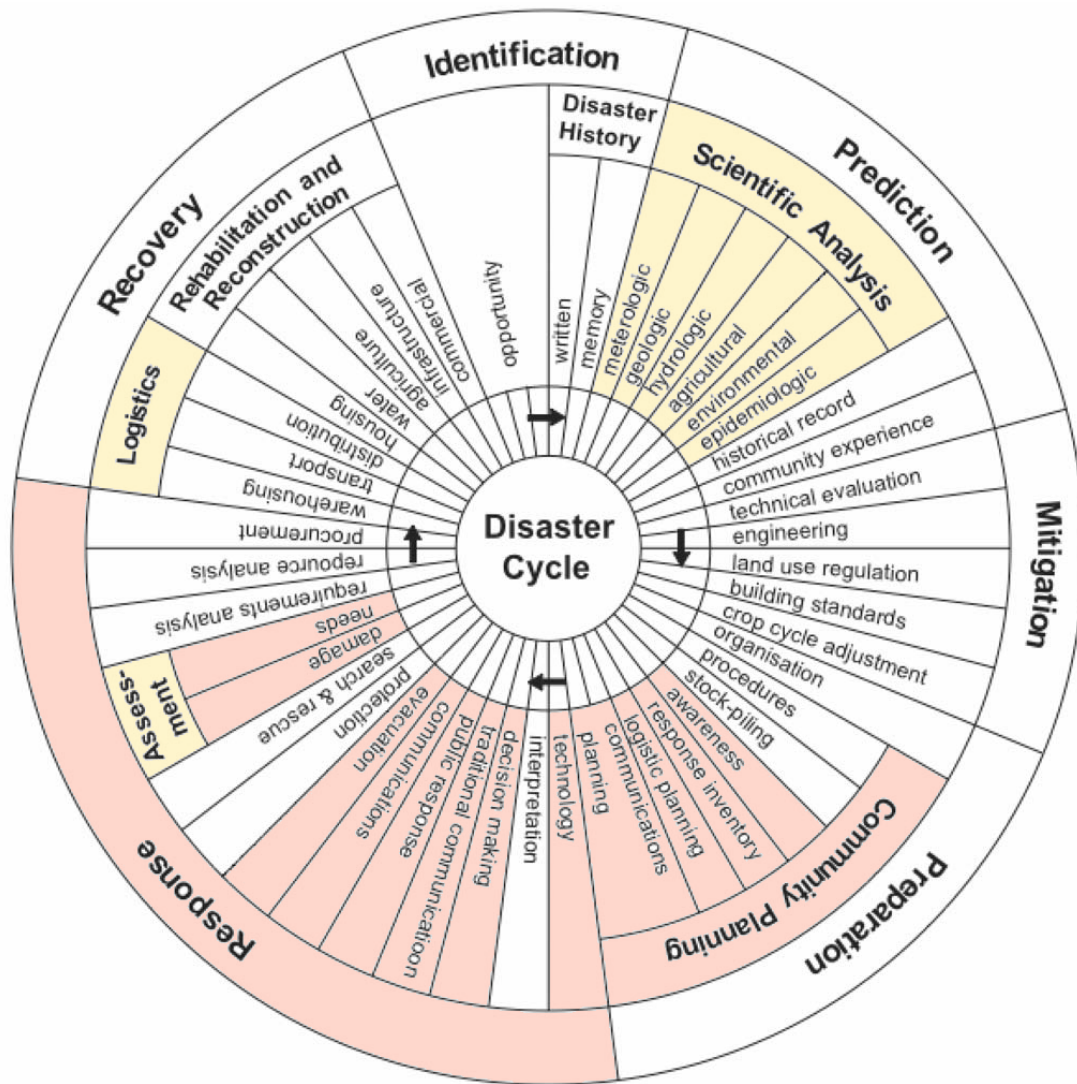 Identification
Prediction
Mitigation
Preparation
Response
Recovery
Disaster
History
Scientific Analysis
Community Planning
Assess-
ment
Logistics
Rehabilitation and
Reconstruction
Disaster
Cycle
opportunity
written
memory
meterologic
geologic
hydrologic
agricultural
environmental
epidemiologic
historical record
community experience
technical evaluation
engineering
land use regulation
building standards
crop cycle adjustment
organisation
procedures
stock-piling
awareness
response inventory
logistic planning
communications
planning
technology
interpretation
decision making
traditional communicatioon
public response
communications
evacuation
protection
search & rescue
damage
needs
requirements analysis
repource analysis
procurement
warehousing
transport
distribution
housing
water
agriculture
infrastructure
commercial